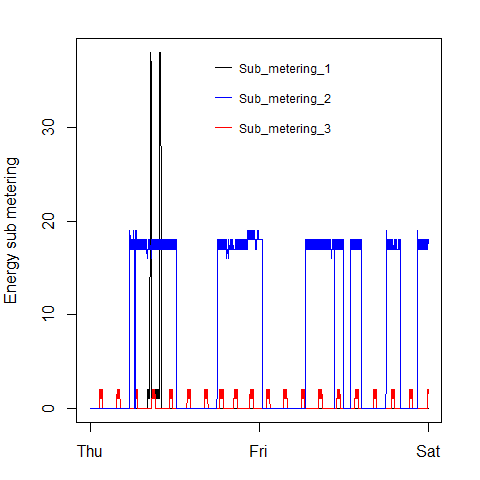 Sub_metering_1
Sub_metering_2
Sub_metering_3
Energy sub metering
30
20
10
0
Thu Fri Sat